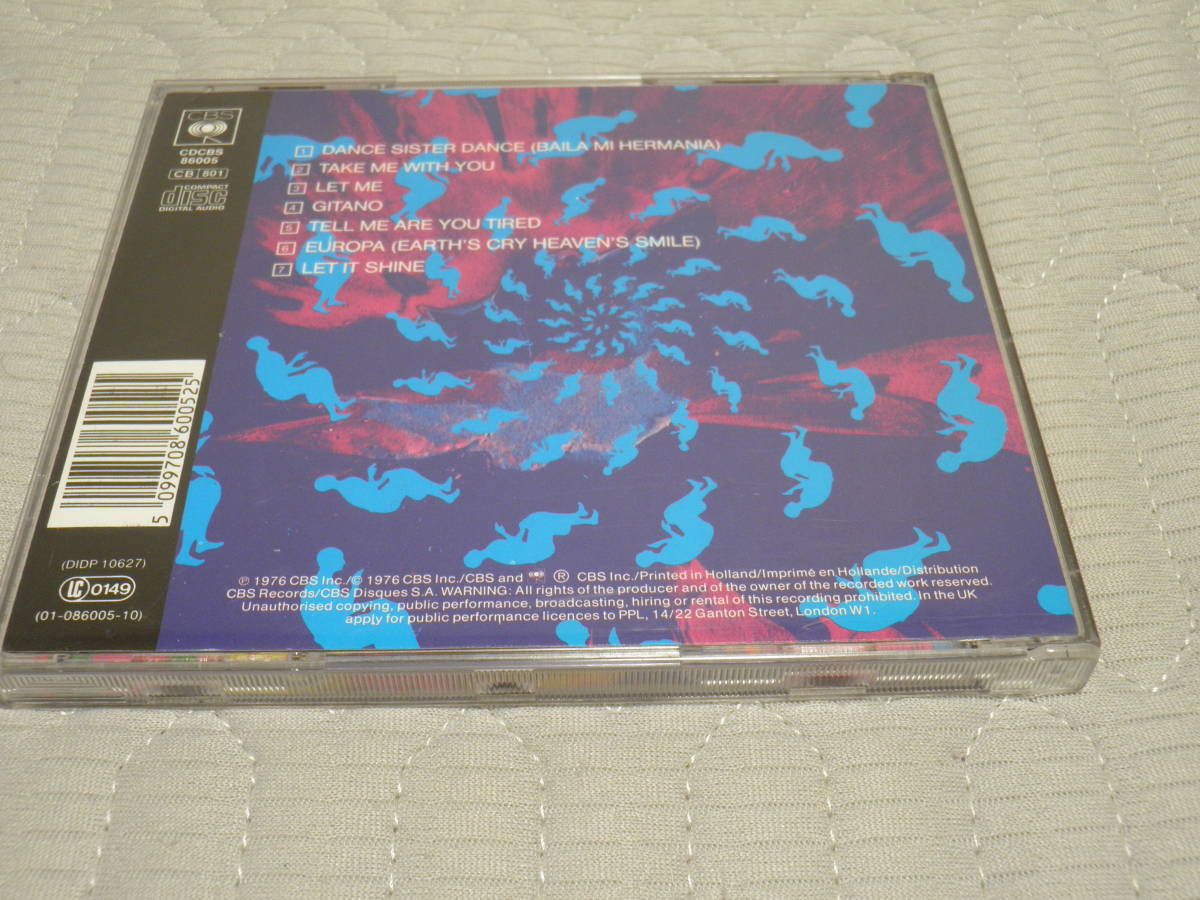 CBS
CDCBS
86005
CB 801
COMPACT
disc
DIGITAL AUDIO
1 DANCE SISTER DANCE (BAILA MI HERMANIA)
2 TAKE ME WITH YOU
3 LET ME
4 GITANO
5 TELL ME ARE YOU TIRED
6 EUROPA (EARTH'S CRY HEAVEN'S SMILE)
7 LET IT SHINE
5 099708 600525
(DIDP 10627)
LC 0149
(01-086005-10)
℗ 1976 CBS Inc./© 1976 CBS Inc./CBS and ® CBS Inc./Printed in Holland/Imprimé en Hollande/Distribution
CBS Records/CBS Disques S.A. WARNING: All rights of the producer and of the owner of the recorded work reserved.
Unauthorised copying, public performance, broadcasting, hiring or rental of this recording prohibited. In the UK
apply for public performance licences to PPL, 14/22 Ganton Street, London W1.